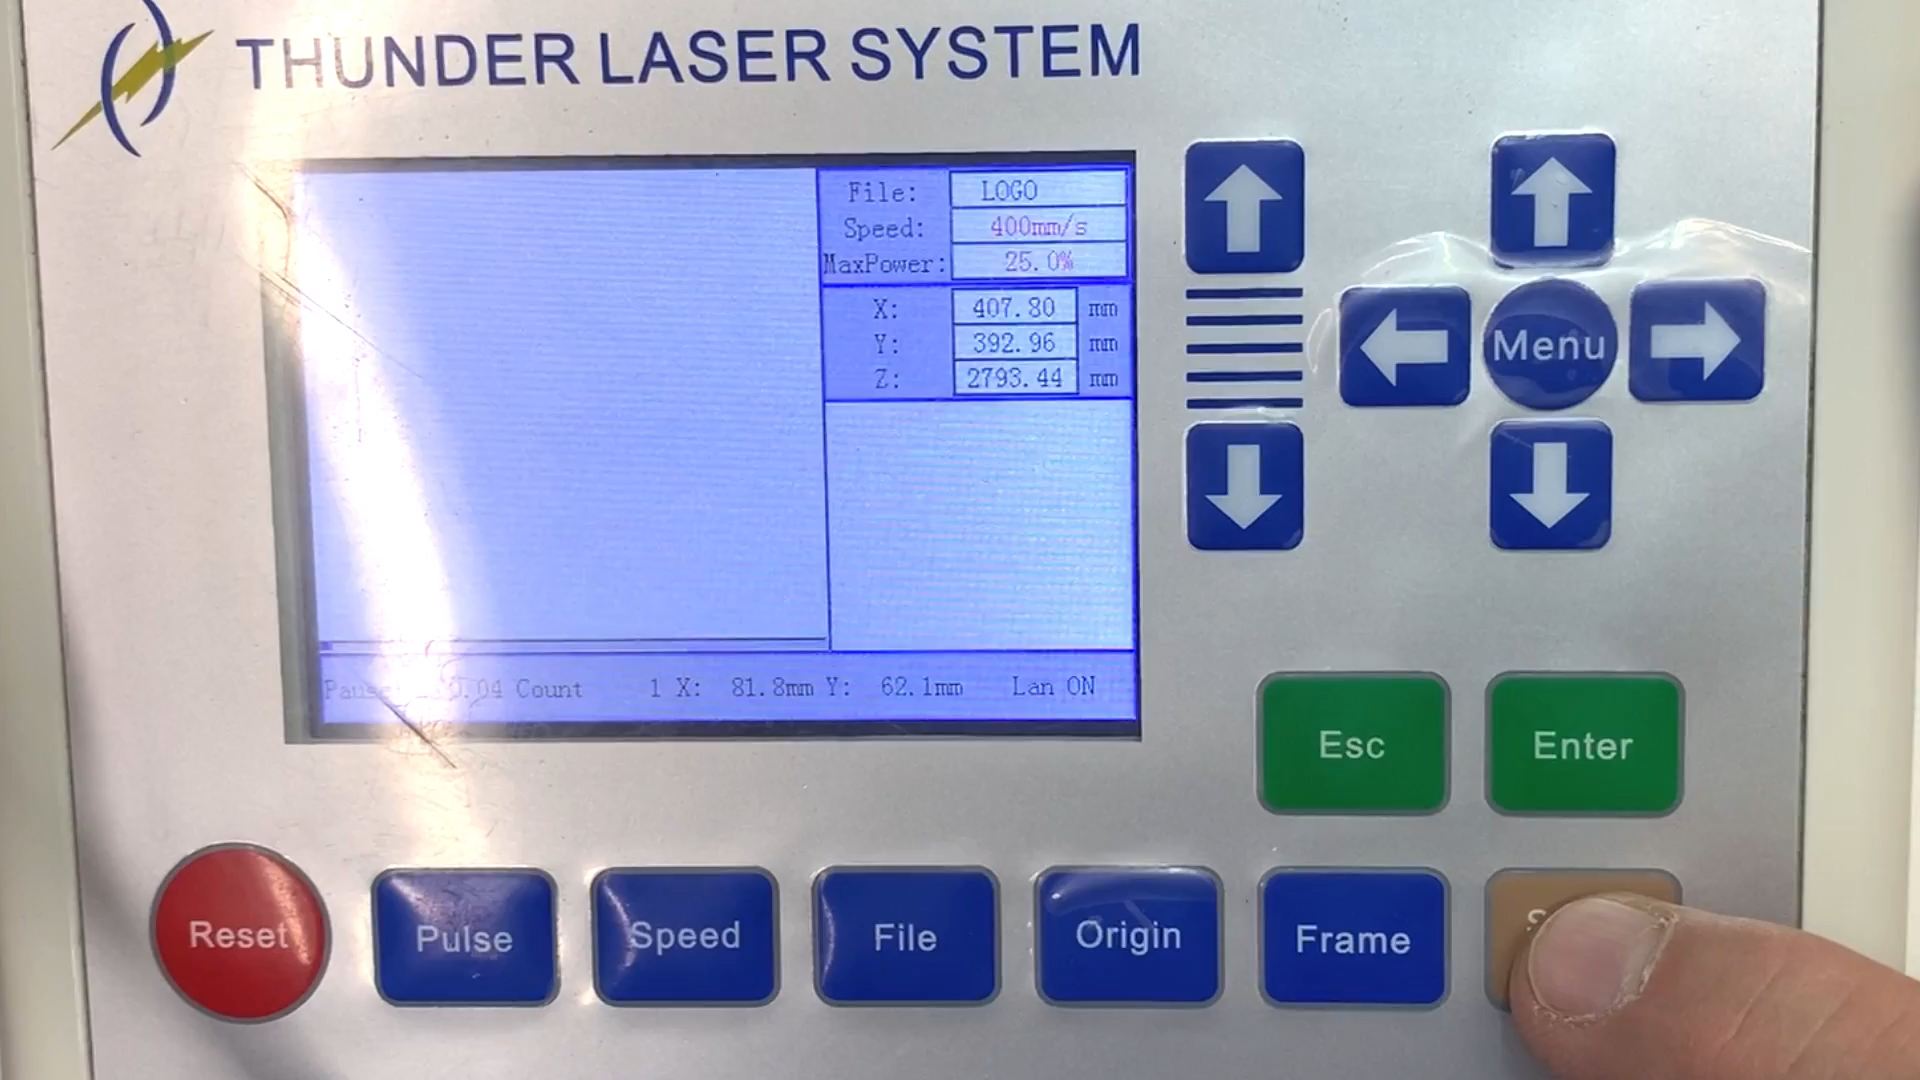 THUNDER LASER SYSTEM
File: LOGO
Speed: 400mm/s
MaxPower: 25.0%
X: 407.80 mm
Y: 392.96 mm
Z: 2793.44 mm
Count 1 X: 81.8mm Y: 62.1mm Lan ON
Menu
Esc Enter
Reset Pulse Speed File Origin Frame